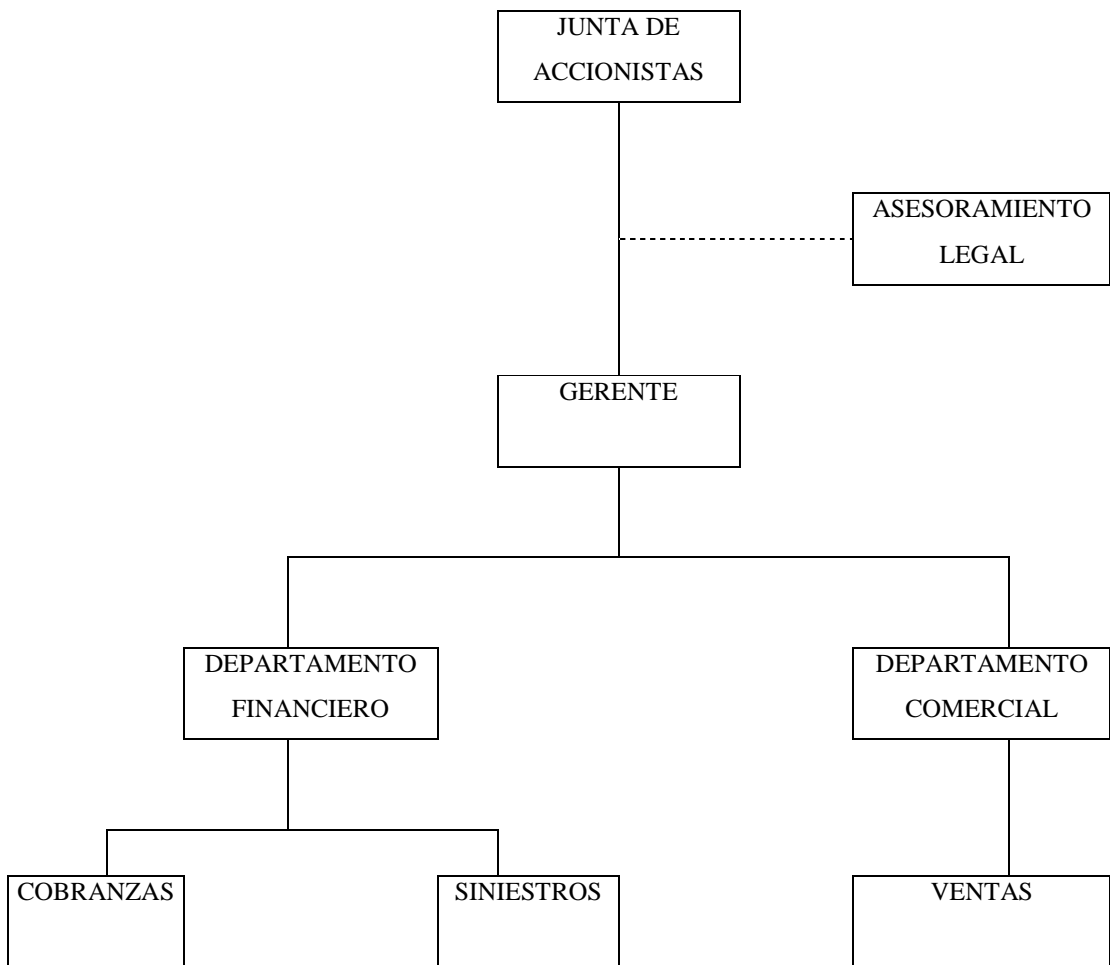 JUNTA DE
ACCIONISTAS
ASESORAMIENTO
LEGAL
GERENTE
DEPARTAMENTO
FINANCIERO
DEPARTAMENTO
COMERCIAL
COBRANZAS
SINIESTROS
VENTAS